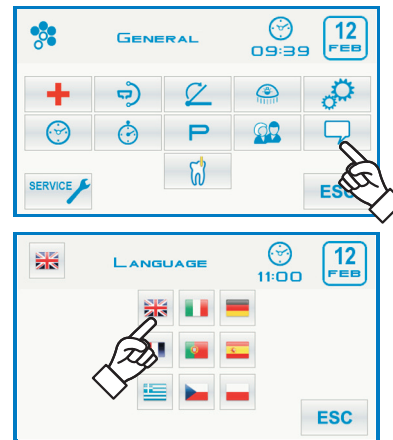 GENERAL
09:39
12
FEB
P
SERVICE
ESC
LANGUAGE
11:00
12
FEB
ESC